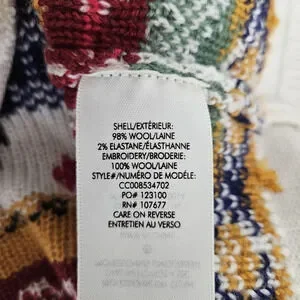 SHELL/EXTÉRIEUR:
98% WOOL/LAINE
2% ELASTANE/ÉLASTHANNE
EMBROIDERY/BRODERIE:
100% WOOL/LAINE
STYLE#/NUMÉRO DE MODÈLE:
CC008534702
PO# 123100
RN# 107677
CARE ON REVERSE
ENTRETIEN AU VERSO